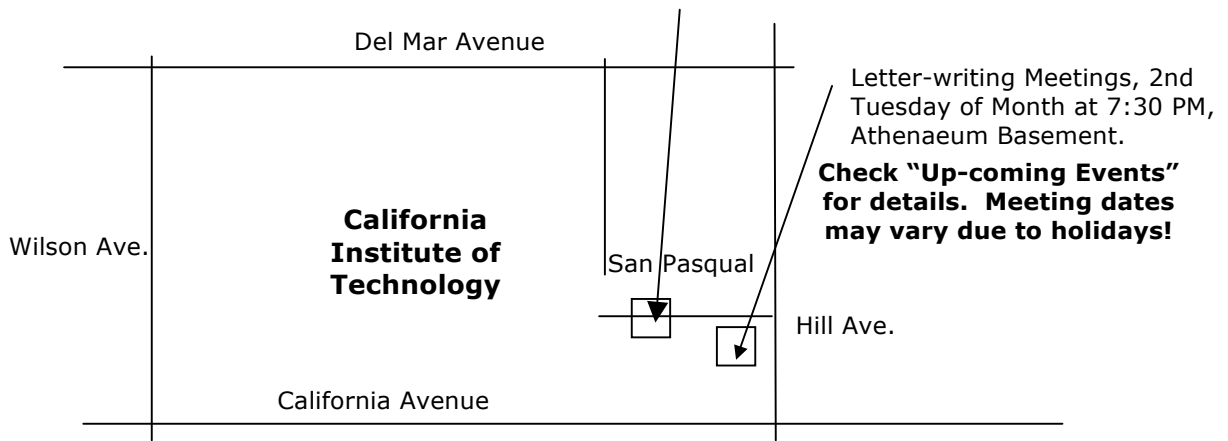 Del Mar Avenue
Letter-writing Meetings, 2nd
Tuesday of Month at 7:30 PM,
Athenaeum Basement.
Check “Up-coming Events”
for details.  Meeting dates
may vary due to holidays!
California
Institute of
Technology
Wilson Ave.
San Pasqual
Hill Ave.
California Avenue